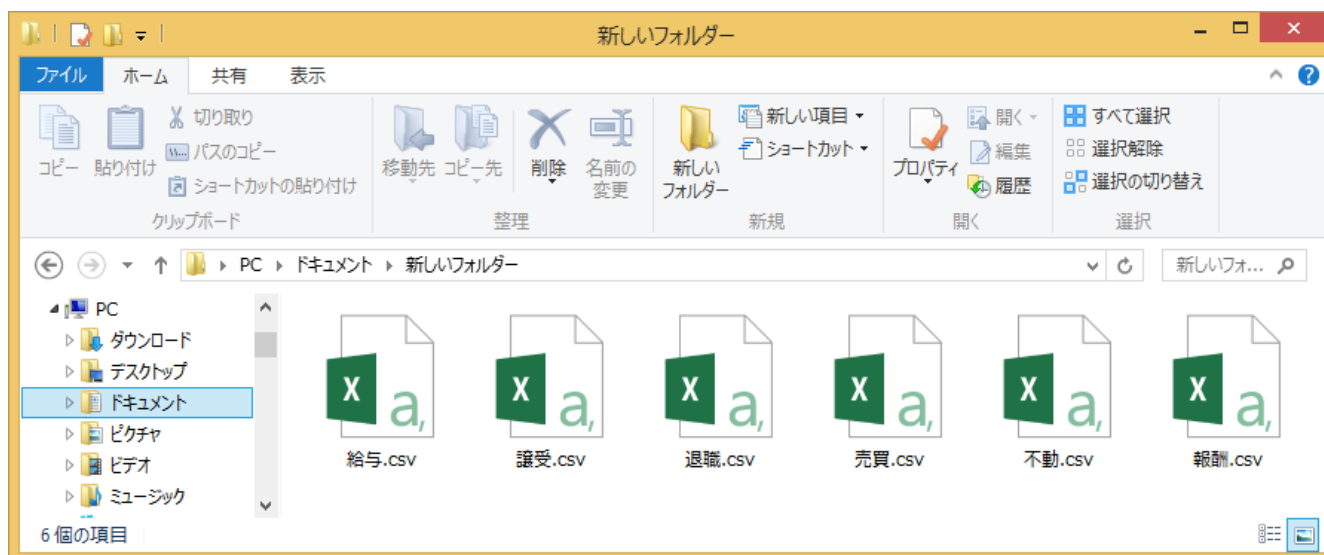 新しいフォルダー
ファイル ホーム 共有 表示
コピー 貼り付け 切り取り パスのコピー ショートカットの貼り付け
クリップボード
移動先 コピー先 削除 名前の変更
整理
新しいフォルダー 新しい項目 ショートカット
新規
プロパティ 開く 編集 履歴
開く
すべて選択 選択解除 選択の切り替え
選択
PC ドキュメント 新しいフォルダー 新しいフォ...
PC
ダウンロード
デスクトップ
ドキュメント
ピクチャ
ビデオ
ミュージック
給与.csv 譲受.csv 退職.csv 売買.csv 不動.csv 報酬.csv
6 個の項目